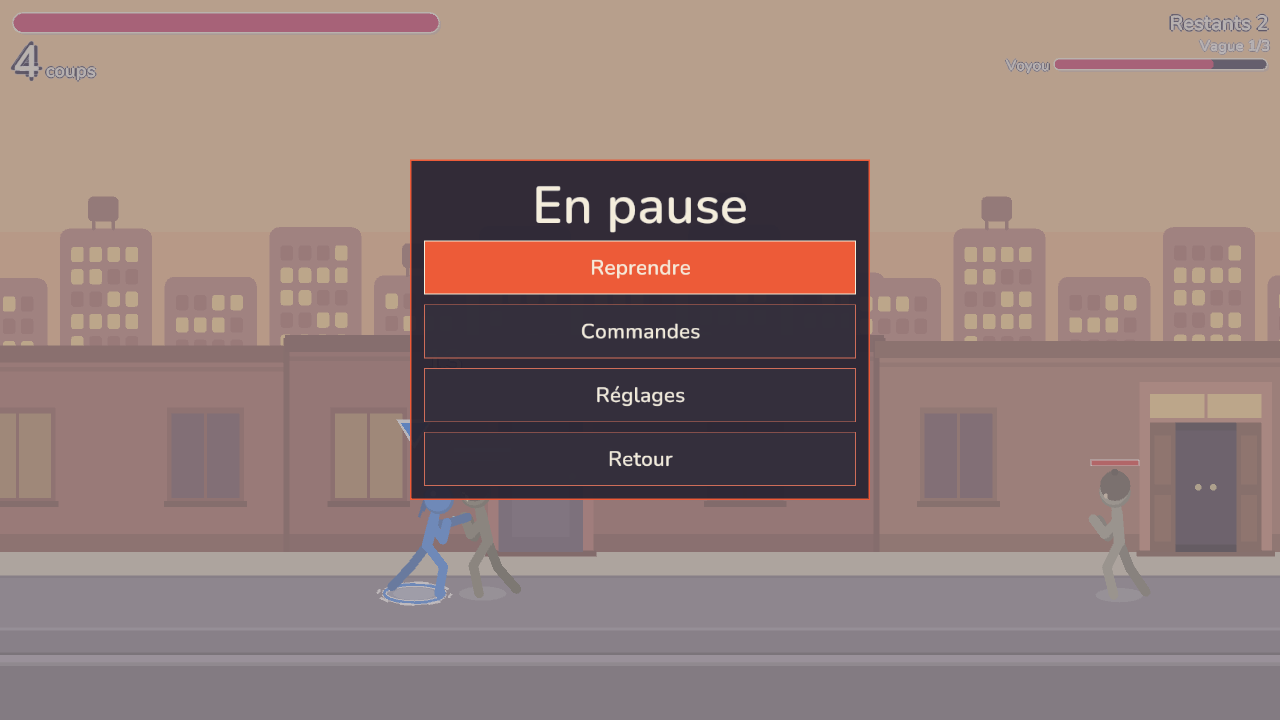 Restants 2
Vague 1/3
Voyou
4 coups
En pause
Reprendre
Commandes
Réglages
Retour